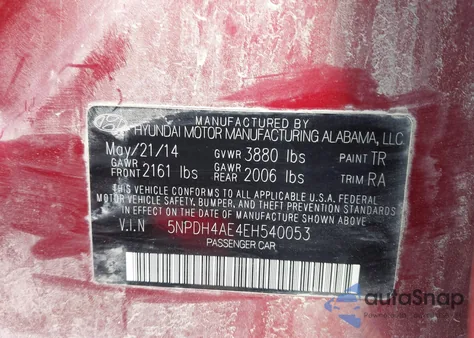 MANUFACTURED BY
HYUNDAI MOTOR MANUFACTURING ALABAMA, LLC
May/21/14 GVWR 3880 lbs PAINT TR
GAWR FRONT 2161 lbs GAWR REAR 2006 lbs TRIM RA
THIS VEHICLE CONFORMS TO ALL APPLICABLE U.S.A. FEDERAL
MOTOR VEHICLE SAFETY, BUMPER, AND THEFT PREVENTION STANDARDS
IN EFFECT ON THE DATE OF MANUFACTURE SHOWN ABOVE.
V.I.N 5NPDH4AE4EH540053
PASSENGER CAR
autoSnap